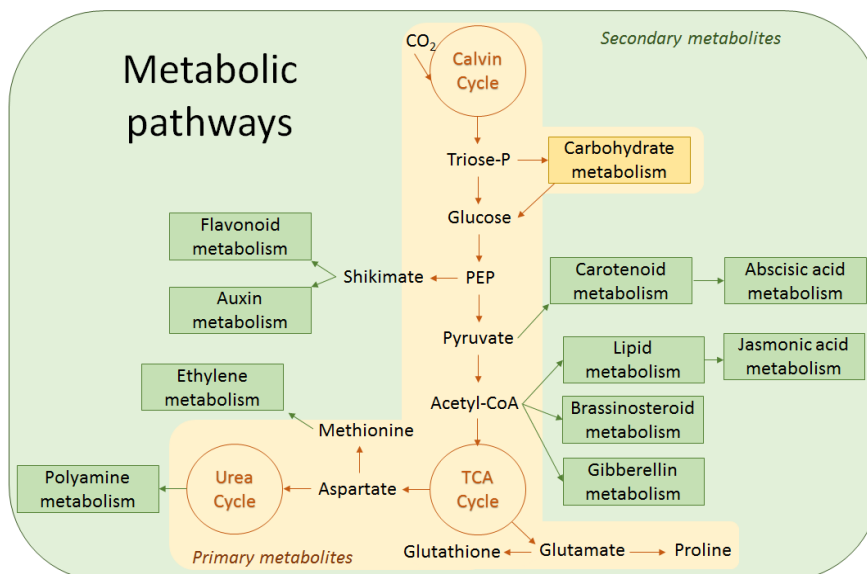 Secondary metabolites
Metabolic
pathways
CO2
Calvin
Cycle
Triose-P
Carbohydrate
metabolism
Glucose
Flavonoid
metabolism
Shikimate
PEP
Auxin
metabolism
Carotenoid
metabolism
Abscisic acid
metabolism
Pyruvate
Lipid
metabolism
Jasmonic acid
metabolism
Ethylene
metabolism
Acetyl-CoA
Brassinosteroid
metabolism
Methionine
Gibberellin
metabolism
Polyamine
metabolism
Urea
Cycle
Aspartate
TCA
Cycle
Primary metabolites
Glutathione
Glutamate
Proline